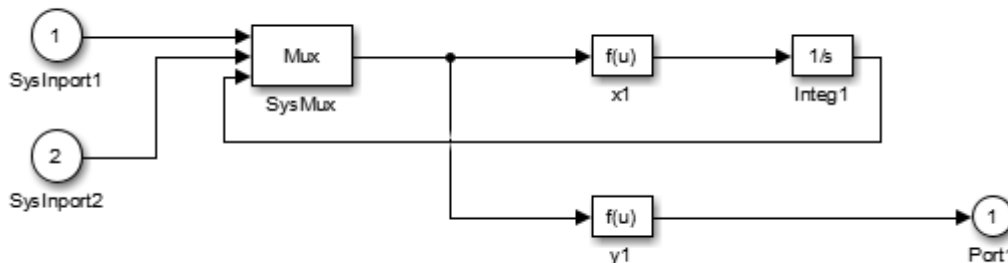 1
SysInport1
Mux
SysMux
f(u)
x1
1/s
Integ1
2
SysInport2
f(u)
y1
1
Port1